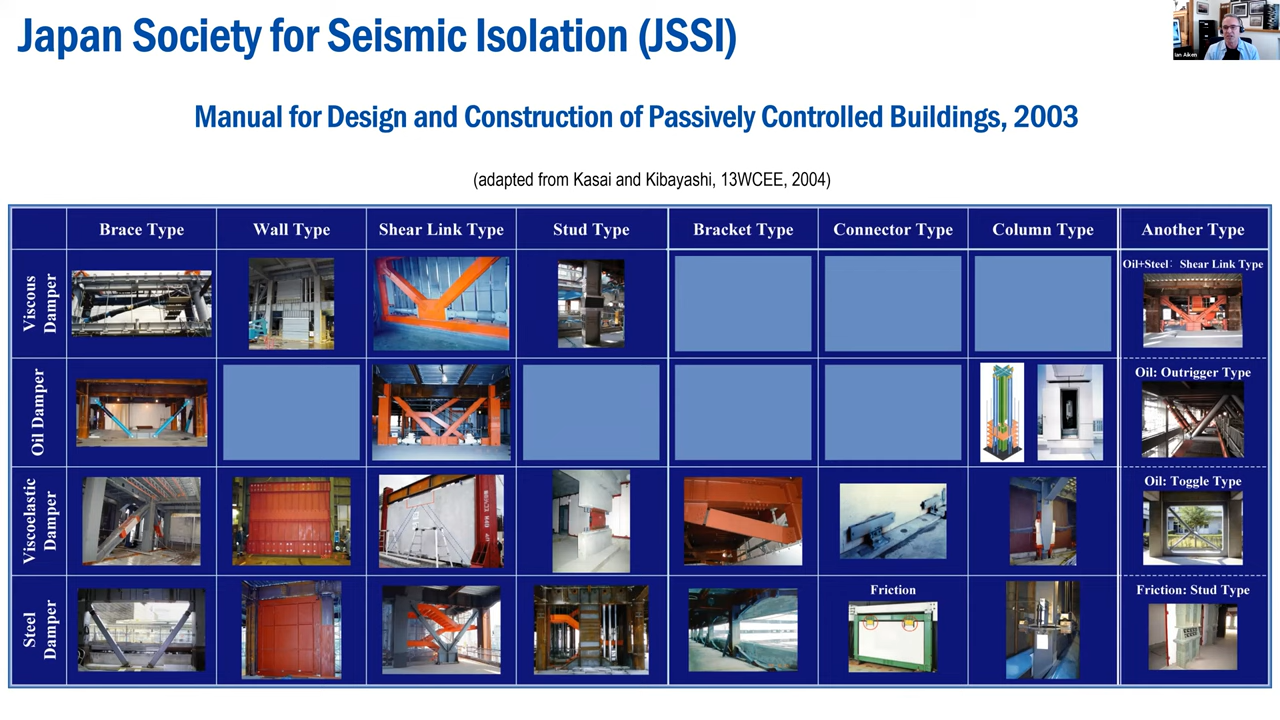 Japan Society for Seismic Isolation (JSSI)
Ian Aiken
Manual for Design and Construction of Passively Controlled Buildings, 2003
(adapted from Kasai and Kibayashi, 13WCEE, 2004)
Brace Type
Wall Type
Shear Link Type
Stud Type
Bracket Type
Connector Type
Column Type
Another Type
Viscous
Damper
Oil+Steel: Shear Link Type
Oil Damper
Oil: Outrigger Type
Viscoelastic
Damper
Oil: Toggle Type
Steel
Damper
Friction
Friction: Stud Type